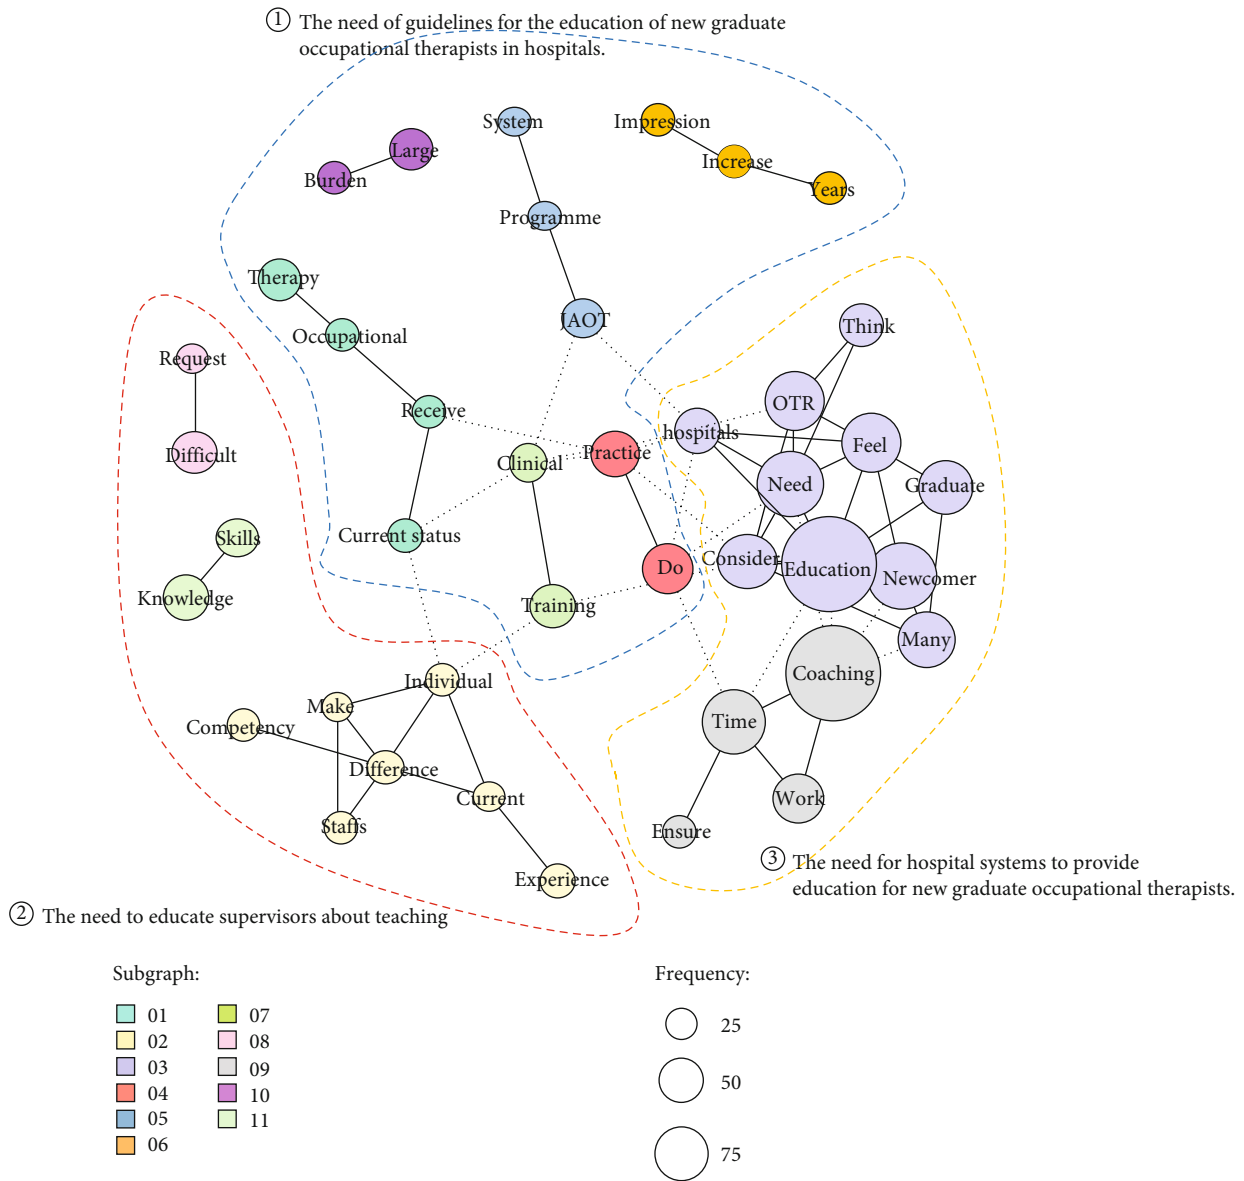 ① The need of guidelines for the education of new graduate
occupational therapists in hospitals.
System
Impression
Large
Increase
Burden
Years
Programme
Therapy
JAOT
Occupational
Think
Request
OTR
Receive
hospitals
Feel
Practice
Difficult
Clinical
Need
Graduate
Current status
Skills
Consider
Do
Education
Newcomer
Knowledge
Training
Many
Individual
Coaching
Make
Competency
Time
Difference
Current
Work
Staffs
Ensure
Experience
③ The need for hospital systems to provide
education for new graduate occupational therapists.
② The need to educate supervisors about teaching
Subgraph:
01
02
03
04
05
06
07
08
09
10
11
Frequency:
25
50
75